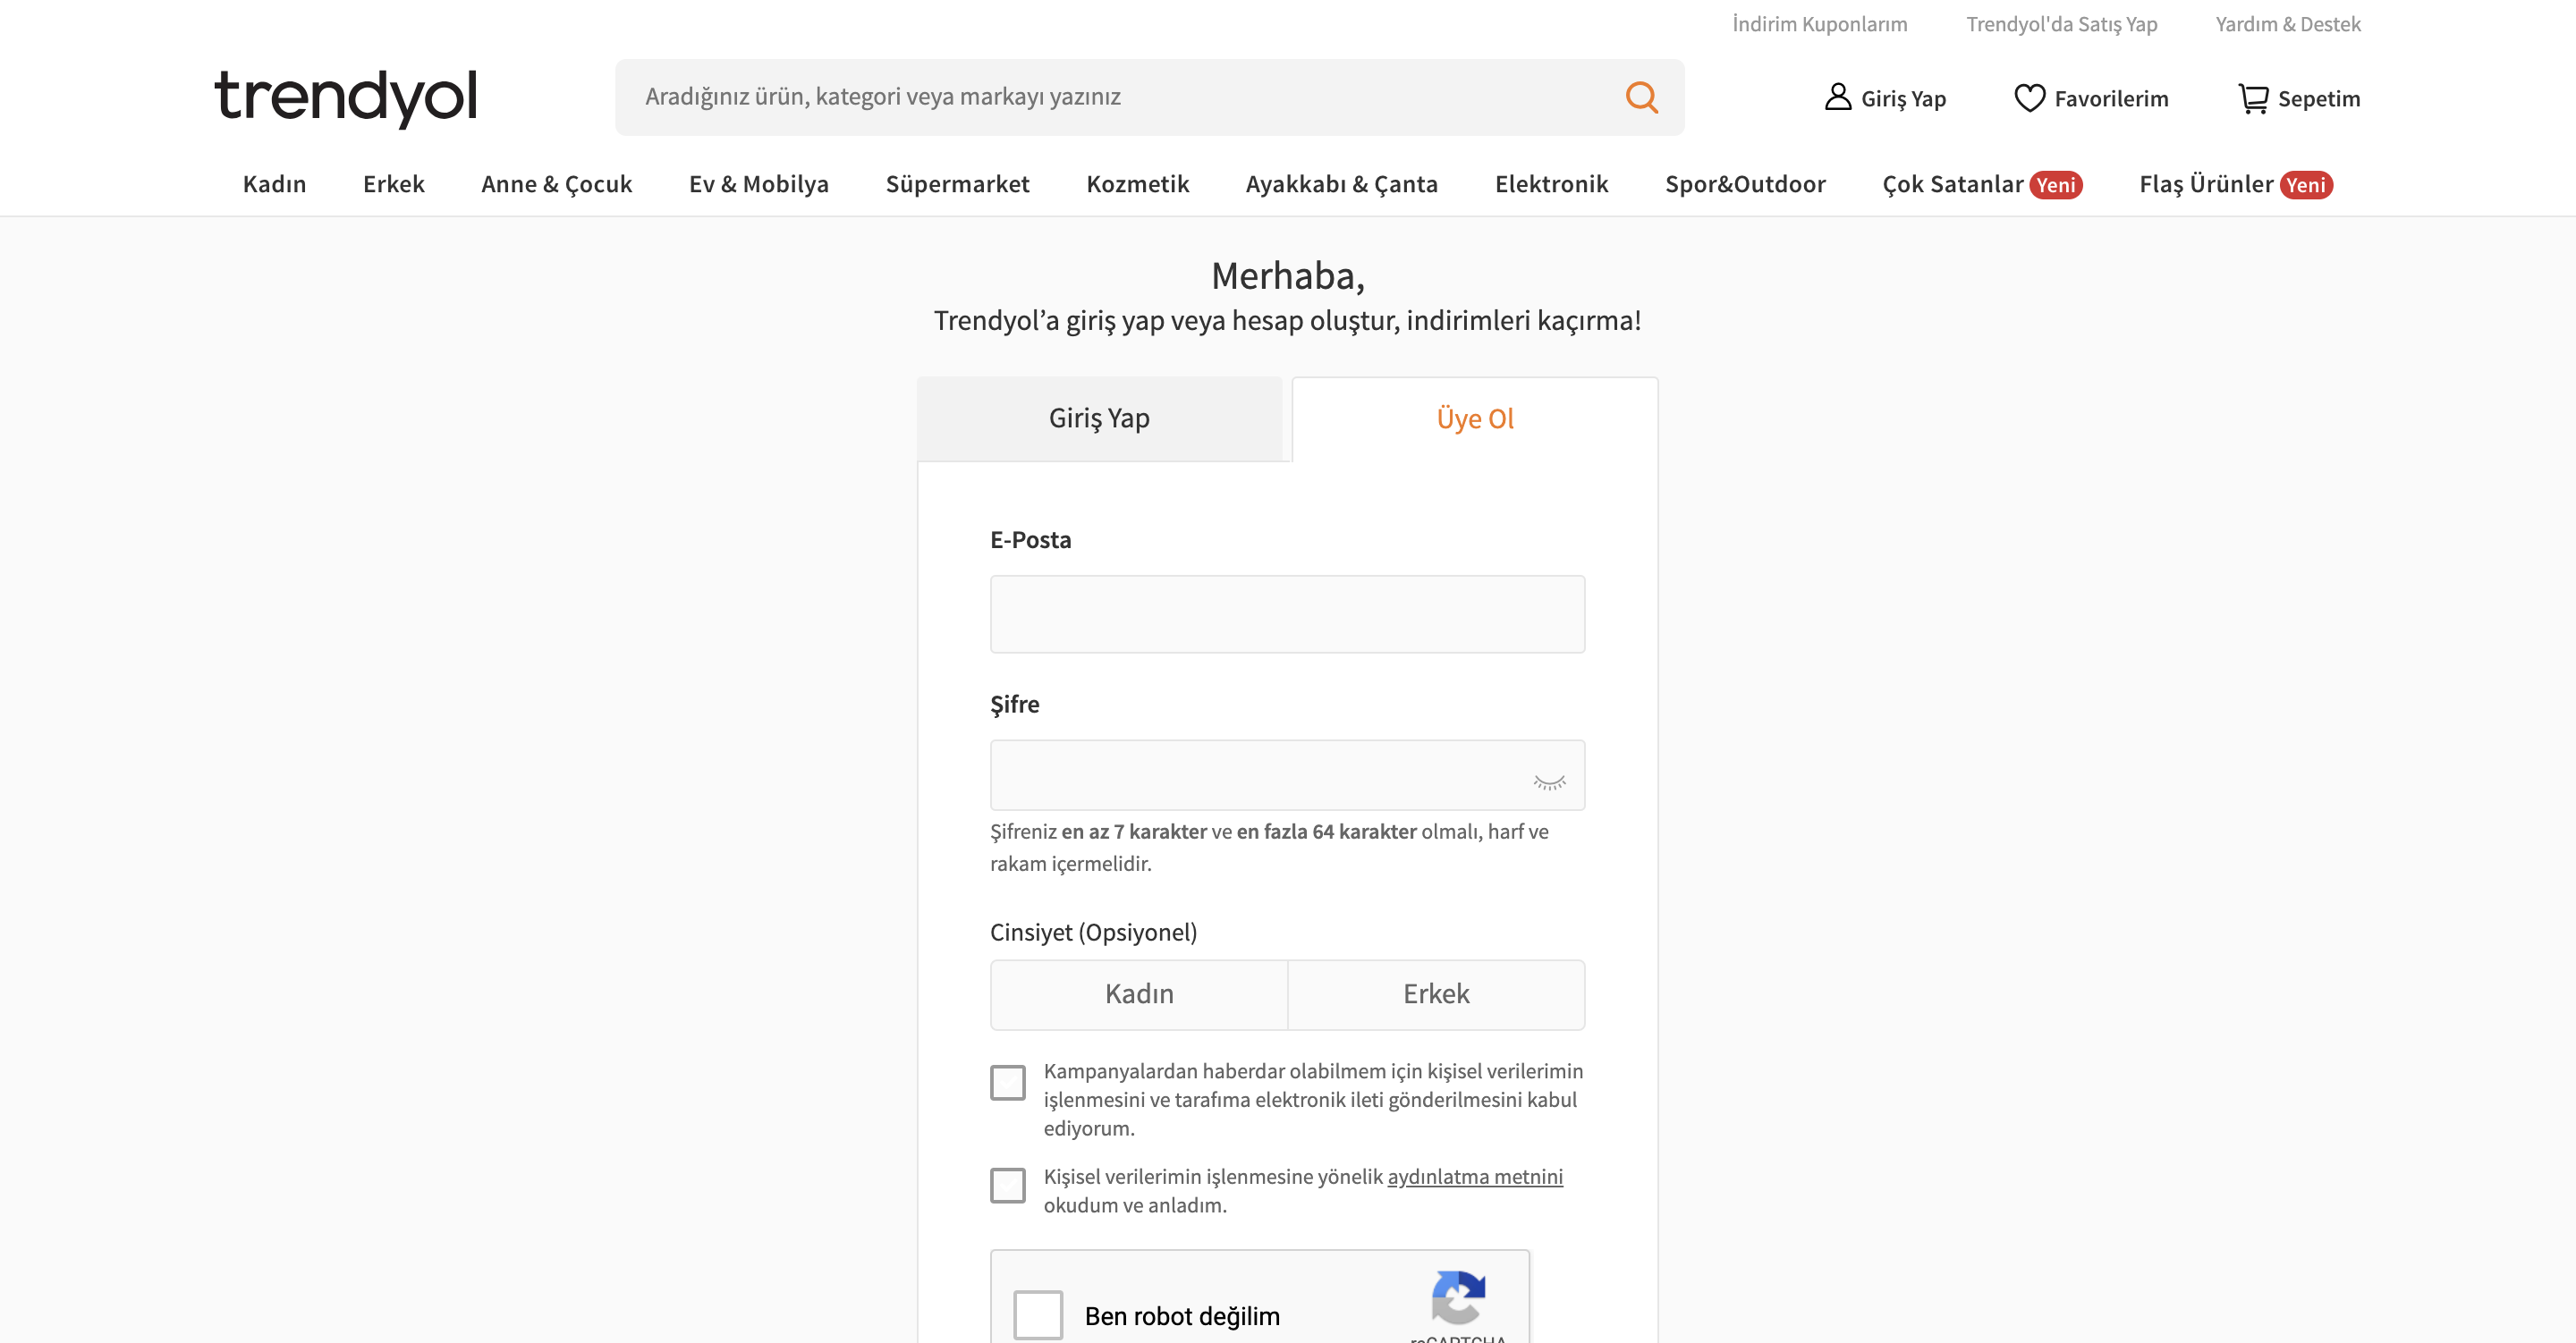 İndirim Kuponlarım
Trendyol'da Satış Yap
Yardım & Destek
trendyol
Aradığınız ürün, kategori veya markayı yazınız
Giriş Yap
Favorilerim
Sepetim
Kadın
Erkek
Anne & Çocuk
Ev & Mobilya
Süpermarket
Kozmetik
Ayakkabı & Çanta
Elektronik
Spor&Outdoor
Çok Satanlar Yeni
Flaş Ürünler Yeni
Merhaba,
Trendyol’a giriş yap veya hesap oluştur, indirimleri kaçırma!
Giriş Yap
Üye Ol
E-Posta
Şifre
Şifreniz en az 7 karakter ve en fazla 64 karakter olmalı, harf ve
rakam içermelidir.
Cinsiyet (Opsiyonel)
Kadın
Erkek
Kampanyalardan haberdar olabilmem için kişisel verilerimin
işlenmesini ve tarafıma elektronik ileti gönderilmesini kabul
ediyorum.
Kişisel verilerimin işlenmesine yönelik aydınlatma metnini
okudum ve anladım.
Ben robot değilim
reCAPTCHA